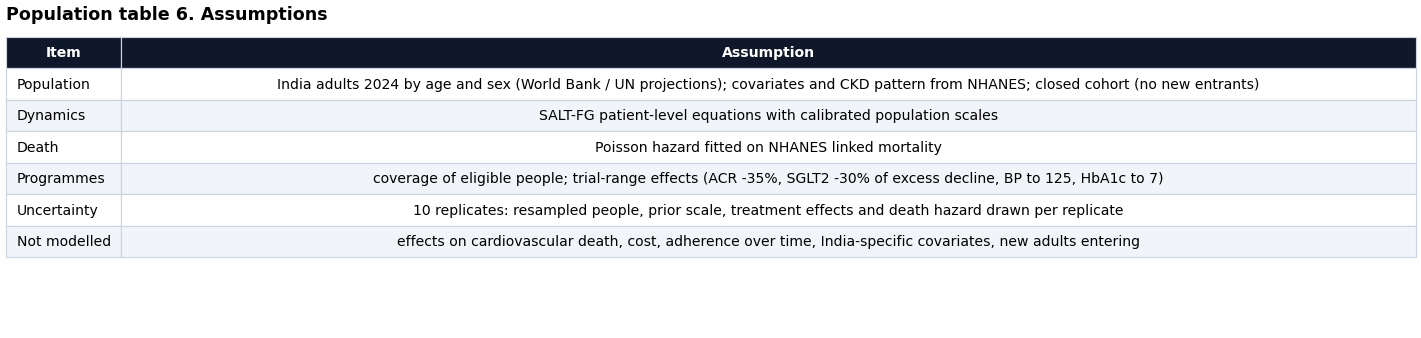 Population table 6. Assumptions
Item Assumption
Population India adults 2024 by age and sex (World Bank / UN projections); covariates and CKD pattern from NHANES; closed cohort (no new entrants)
Dynamics SALT-FG patient-level equations with calibrated population scales
Death Poisson hazard fitted on NHANES linked mortality
Programmes coverage of eligible people; trial-range effects (ACR -35%, SGLT2 -30% of excess decline, BP to 125, HbA1c to 7)
Uncertainty 10 replicates: resampled people, prior scale, treatment effects and death hazard drawn per replicate
Not modelled effects on cardiovascular death, cost, adherence over time, India-specific covariates, new adults entering